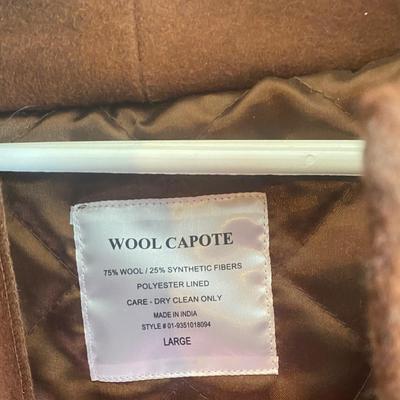 WOOL CAPOTE
75% WOOL / 25% SYNTHETIC FIBERS
POLYESTER LINED
CARE - DRY CLEAN ONLY
MADE IN INDIA
STYLE # 01-9351018094
LARGE